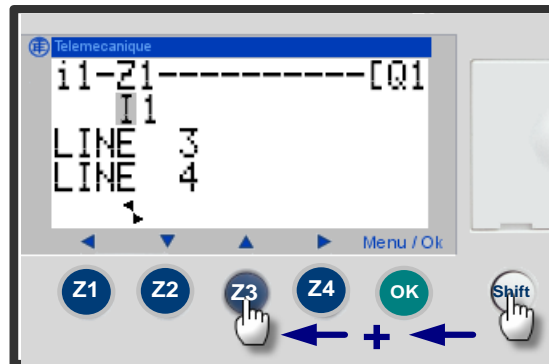 Telemecanique
i1-Z1-----------[Q1
I1
LINE 3
LINE 4
Menu / Ok
Z1 Z2 Z3 Z4 OK Shift
+